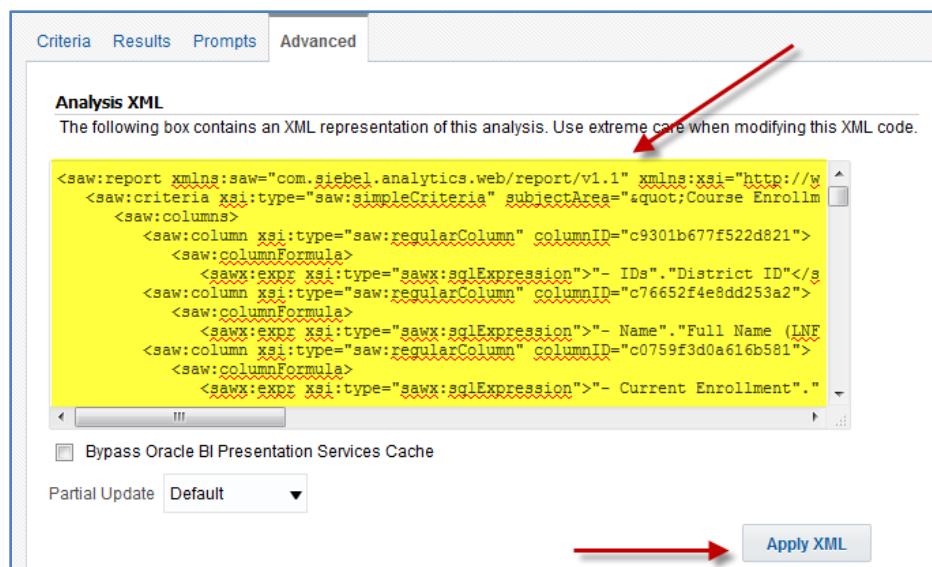 Criteria Results Prompts Advanced
Analysis XML
The following box contains an XML representation of this analysis. Use extreme care when modifying this XML code.
<saw:report xmlns:saw="com.siebel.analytics.web/report/v1.1" xmlns:xsi="http://w
<saw:criteria xsi:type="saw:simpleCriteria" subjectArea="&quot;Course Enrollm
<saw:columns>
<saw:column xsi:type="saw:regularColumn" columnID="c9301b677f522d821">
<saw:columnFormula>
<sawx:expr xsi:type="sawx:sqlExpression">"- IDs"."District ID"</s
<saw:column xsi:type="saw:regularColumn" columnID="c76652f4e8dd253a2">
<saw:columnFormula>
<sawx:expr xsi:type="sawx:sqlExpression">"- Name"."Full Name (LNF
<saw:column xsi:type="saw:regularColumn" columnID="c0759f3d0a616b581">
<saw:columnFormula>
<sawx:expr xsi:type="sawx:sqlExpression">"- Current Enrollment"."
Bypass Oracle BI Presentation Services Cache
Partial Update Default
Apply XML